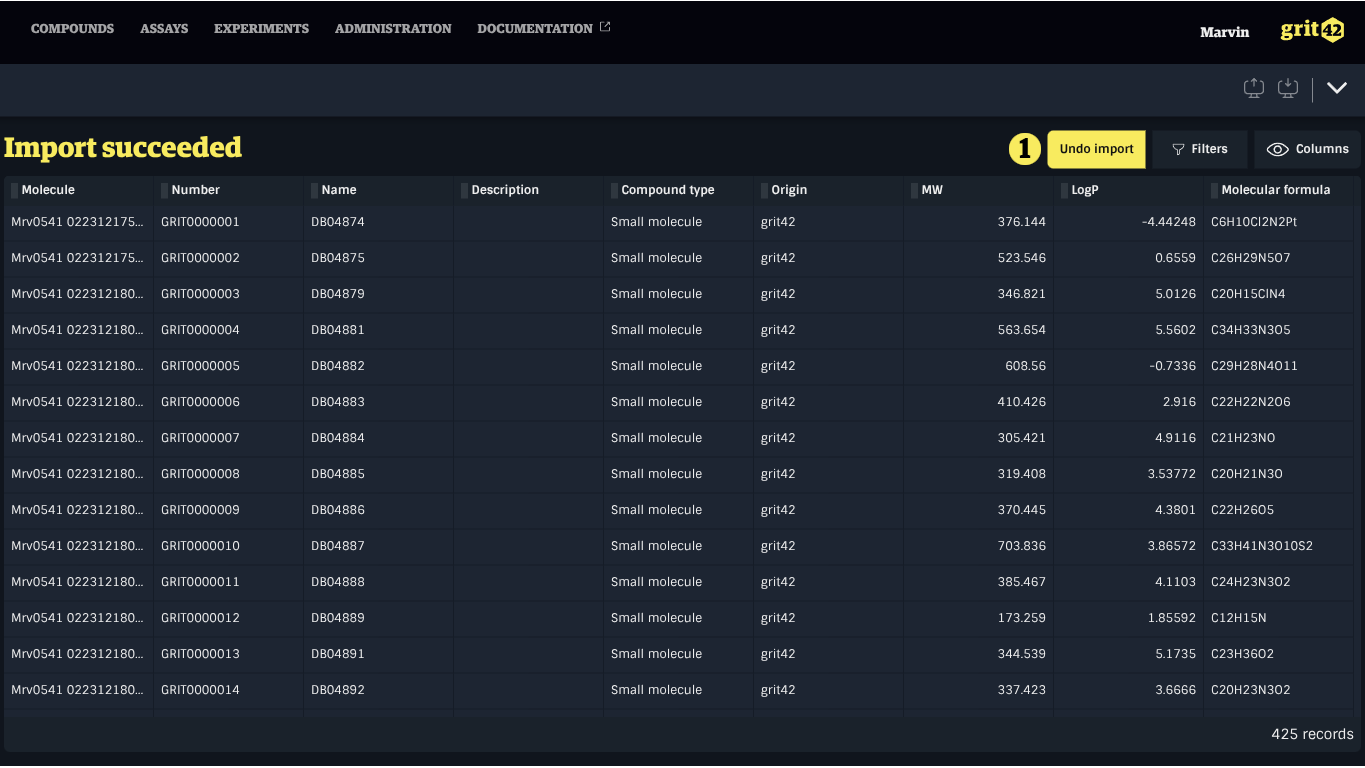 COMPOUNDS ASSAYS EXPERIMENTS ADMINISTRATION DOCUMENTATION Marvin grit42
Import succeeded 1 Undo import Filters Columns
Molecule Number Name Description Compound type Origin MW LogP Molecular formula
Mrv0541 022312175... GRIT0000001 DB04874 Small molecule grit42 376.144 -4.44248 C6H10Cl2N2Pt
Mrv0541 022312175... GRIT0000002 DB04875 Small molecule grit42 523.546 0.6559 C26H29N5O7
Mrv0541 022312180... GRIT0000003 DB04879 Small molecule grit42 346.821 5.0126 C20H15ClN4
Mrv0541 022312180... GRIT0000004 DB04881 Small molecule grit42 563.654 5.5602 C34H33N3O5
Mrv0541 022312180... GRIT0000005 DB04882 Small molecule grit42 608.56 -0.7336 C29H28N4O11
Mrv0541 022312180... GRIT0000006 DB04883 Small molecule grit42 410.426 2.916 C22H22N2O6
Mrv0541 022312180... GRIT0000007 DB04884 Small molecule grit42 305.421 4.9116 C21H23NO
Mrv0541 022312180... GRIT0000008 DB04885 Small molecule grit42 319.408 3.53772 C20H21N3O
Mrv0541 022312180... GRIT0000009 DB04886 Small molecule grit42 370.445 4.3801 C22H26O5
Mrv0541 022312180... GRIT0000010 DB04887 Small molecule grit42 703.836 3.86572 C33H41N3O10S2
Mrv0541 022312180... GRIT0000011 DB04888 Small molecule grit42 385.467 4.1103 C24H23N3O2
Mrv0541 022312180... GRIT0000012 DB04889 Small molecule grit42 173.259 1.85592 C12H15N
Mrv0541 022312180... GRIT0000013 DB04891 Small molecule grit42 344.539 5.1735 C23H36O2
Mrv0541 022312180... GRIT0000014 DB04892 Small molecule grit42 337.423 3.6666 C20H23N3O2
425 records